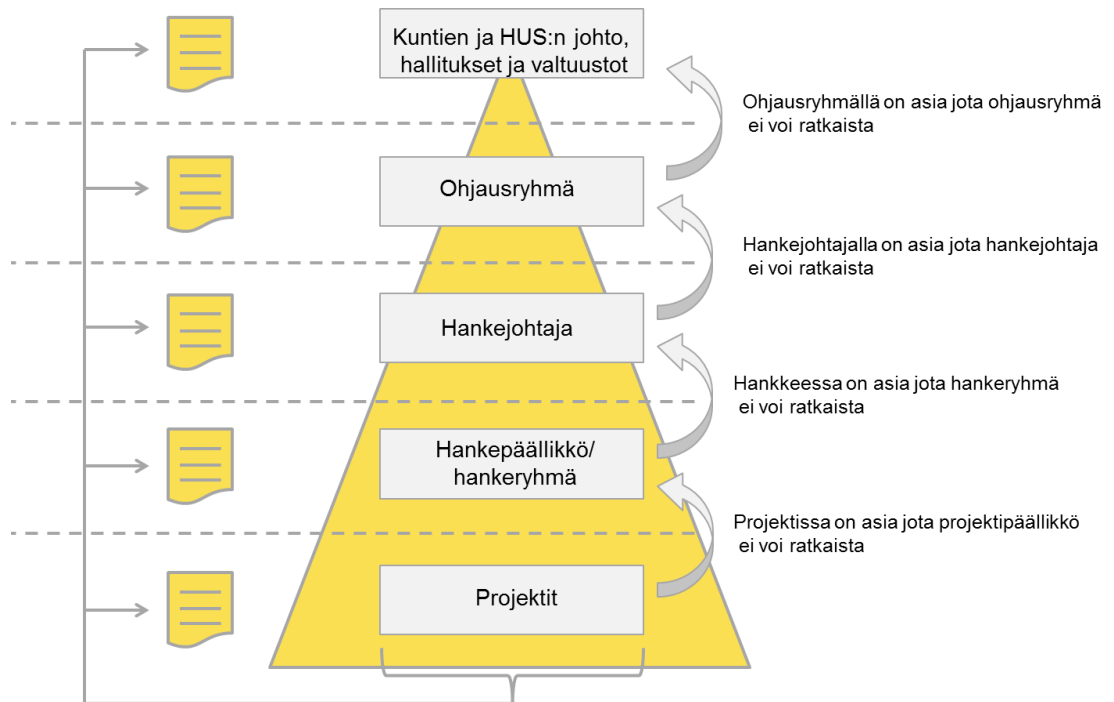 Kuntien ja HUS:n johto,
hallitukset ja valtuustot
Ohjausryhmällä on asia jota ohjausryhmä
ei voi ratkaista
Ohjausryhmä
Hankejohtajalla on asia jota hankejohtaja
ei voi ratkaista
Hankejohtaja
Hankkeessa on asia jota hankeryhmä
ei voi ratkaista
Hankepäällikkö/
hankeryhmä
Projektissa on asia jota projektipäällikkö
ei voi ratkaista
Projektit